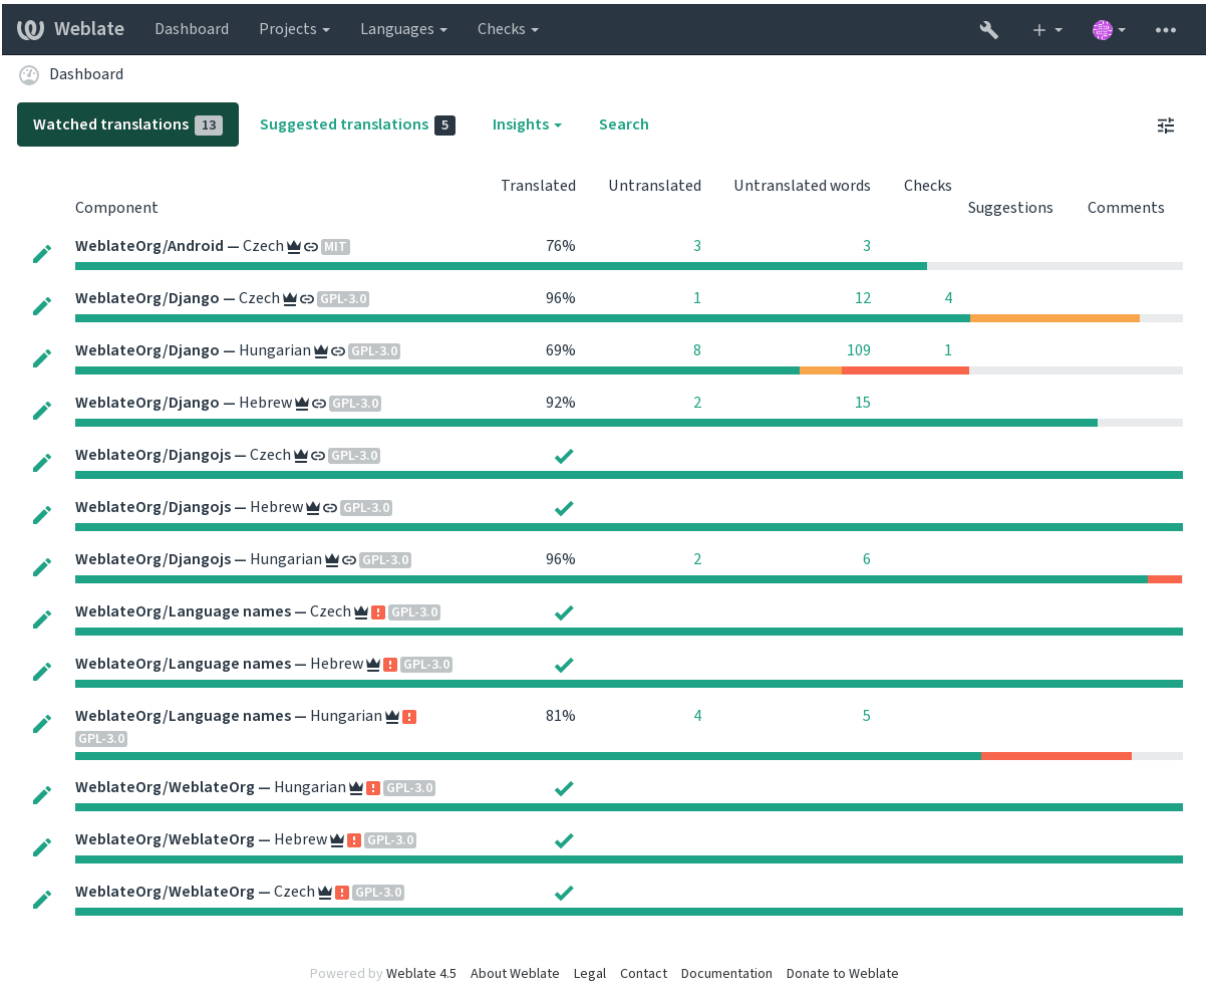 Weblate Dashboard Projects Languages Checks
Dashboard
Watched translations 13 Suggested translations 5 Insights Search
Component Translated Untranslated Untranslated words Checks Suggestions Comments
WeblateOrg/Android — Czech MIT 76% 3 3
WeblateOrg/Django — Czech GPL-3.0 96% 1 12 4
WeblateOrg/Django — Hungarian GPL-3.0 69% 8 109 1
WeblateOrg/Django — Hebrew GPL-3.0 92% 2 15
WeblateOrg/Djangojs — Czech GPL-3.0
WeblateOrg/Djangojs — Hebrew GPL-3.0
WeblateOrg/Djangojs — Hungarian GPL-3.0 96% 2 6
WeblateOrg/Language names — Czech GPL-3.0
WeblateOrg/Language names — Hebrew GPL-3.0
WeblateOrg/Language names — Hungarian 81% 4 5
GPL-3.0
WeblateOrg/WeblateOrg — Hungarian GPL-3.0
WeblateOrg/WeblateOrg — Hebrew GPL-3.0
WeblateOrg/WeblateOrg — Czech GPL-3.0
Powered by Weblate 4.5 About Weblate Legal Contact Documentation Donate to Weblate